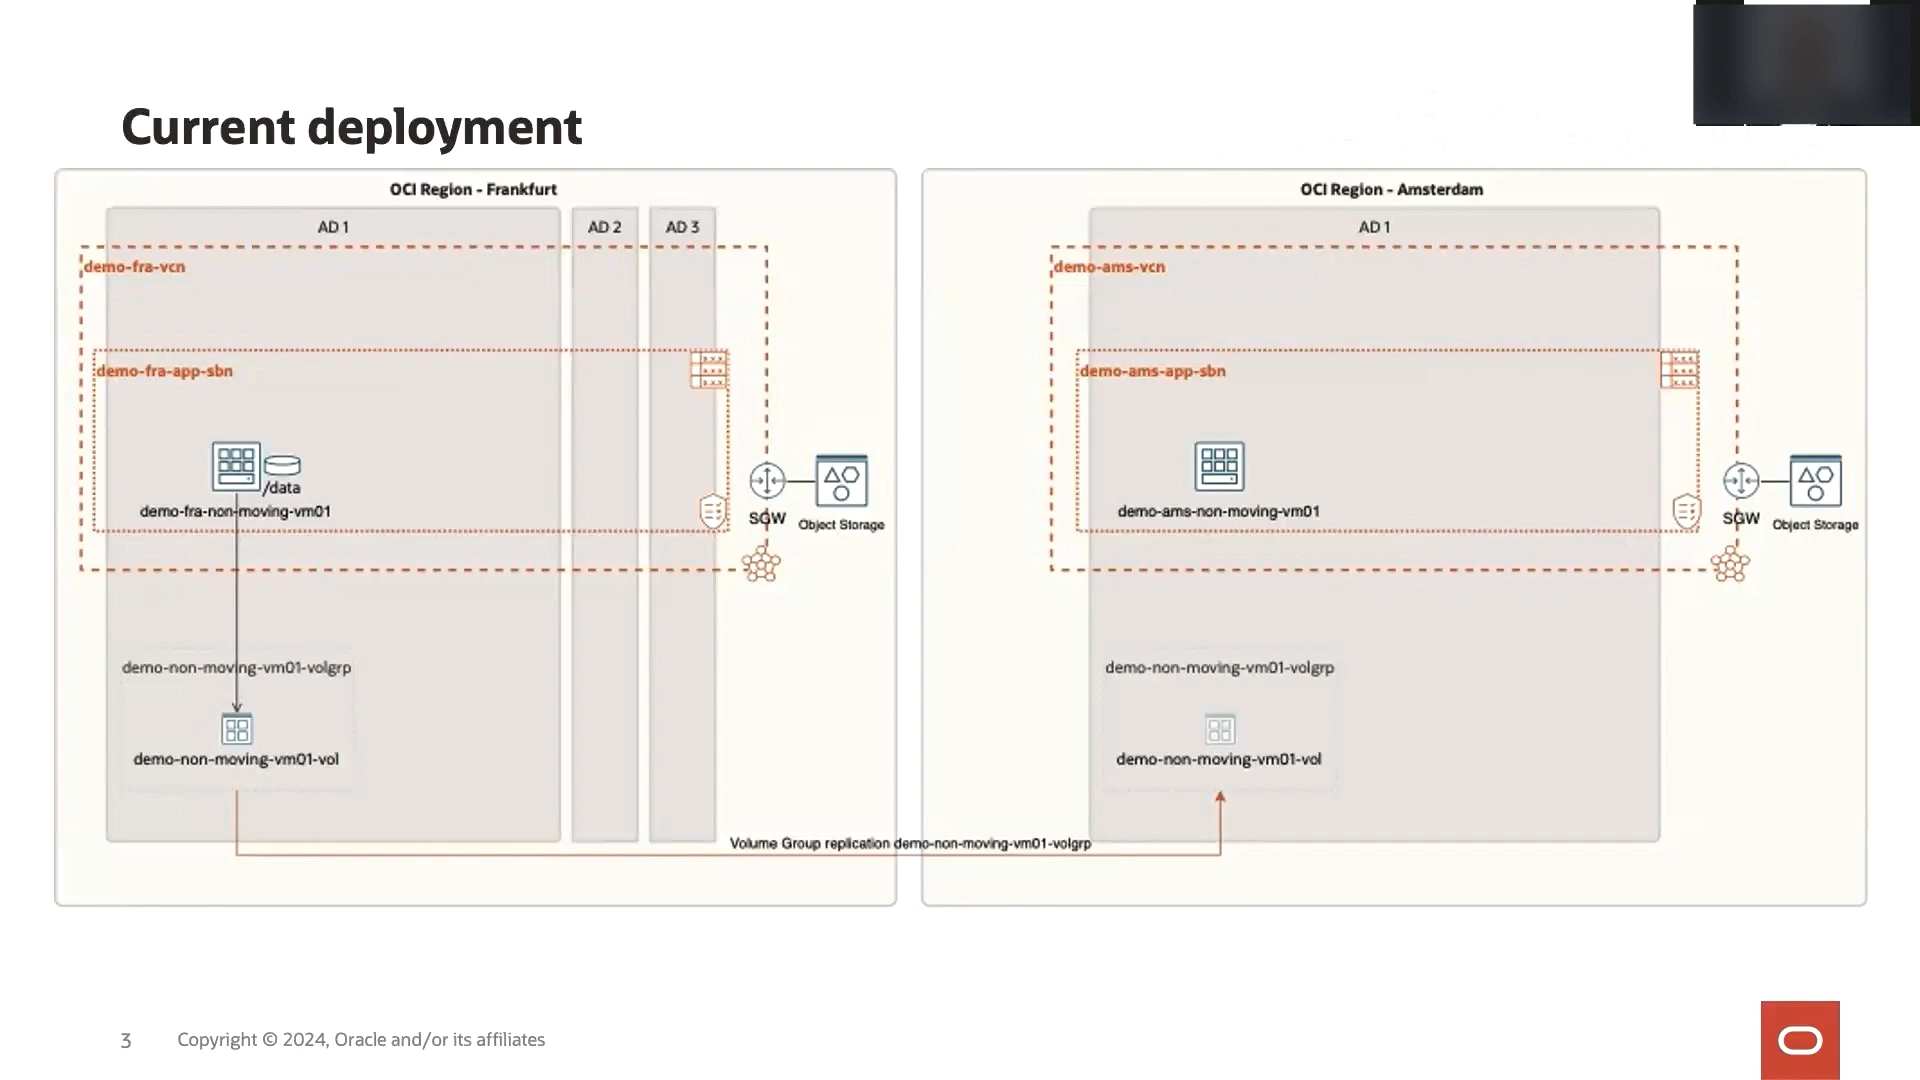 Current deployment
OCI Region - Frankfurt
AD 1
AD 2
AD 3
demo-fra-vcn
demo-fra-app-sbn
/data
demo-fra-non-moving-vm01
SGW
Object Storage
demo-non-moving-vm01-volgrp
demo-non-moving-vm01-vol
Volume Group replication demo-non-moving-vm01-volgrp
OCI Region - Amsterdam
AD 1
demo-ams-vcn
demo-ams-app-sbn
demo-ams-non-moving-vm01
SGW
Object Storage
demo-non-moving-vm01-volgrp
demo-non-moving-vm01-vol
3 Copyright © 2024, Oracle and/or its affiliates